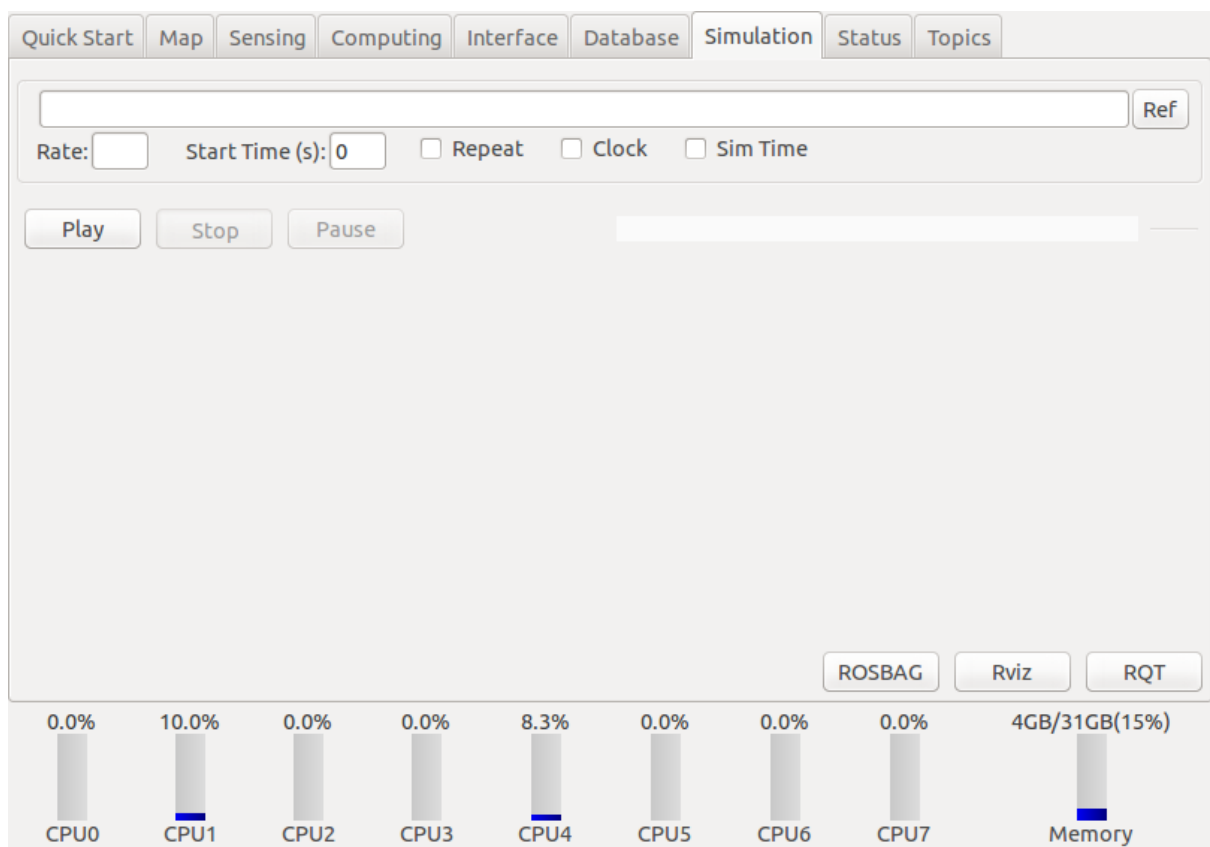 Quick Start Map Sensing Computing Interface Database Simulation Status Topics
Ref
Rate: Start Time (s): 0 Repeat Clock Sim Time
Play Stop Pause
ROSBAG Rviz RQT
0.0% 10.0% 0.0% 0.0% 8.3% 0.0% 0.0% 0.0% 4GB/31GB(15%)
CPU0 CPU1 CPU2 CPU3 CPU4 CPU5 CPU6 CPU7 Memory